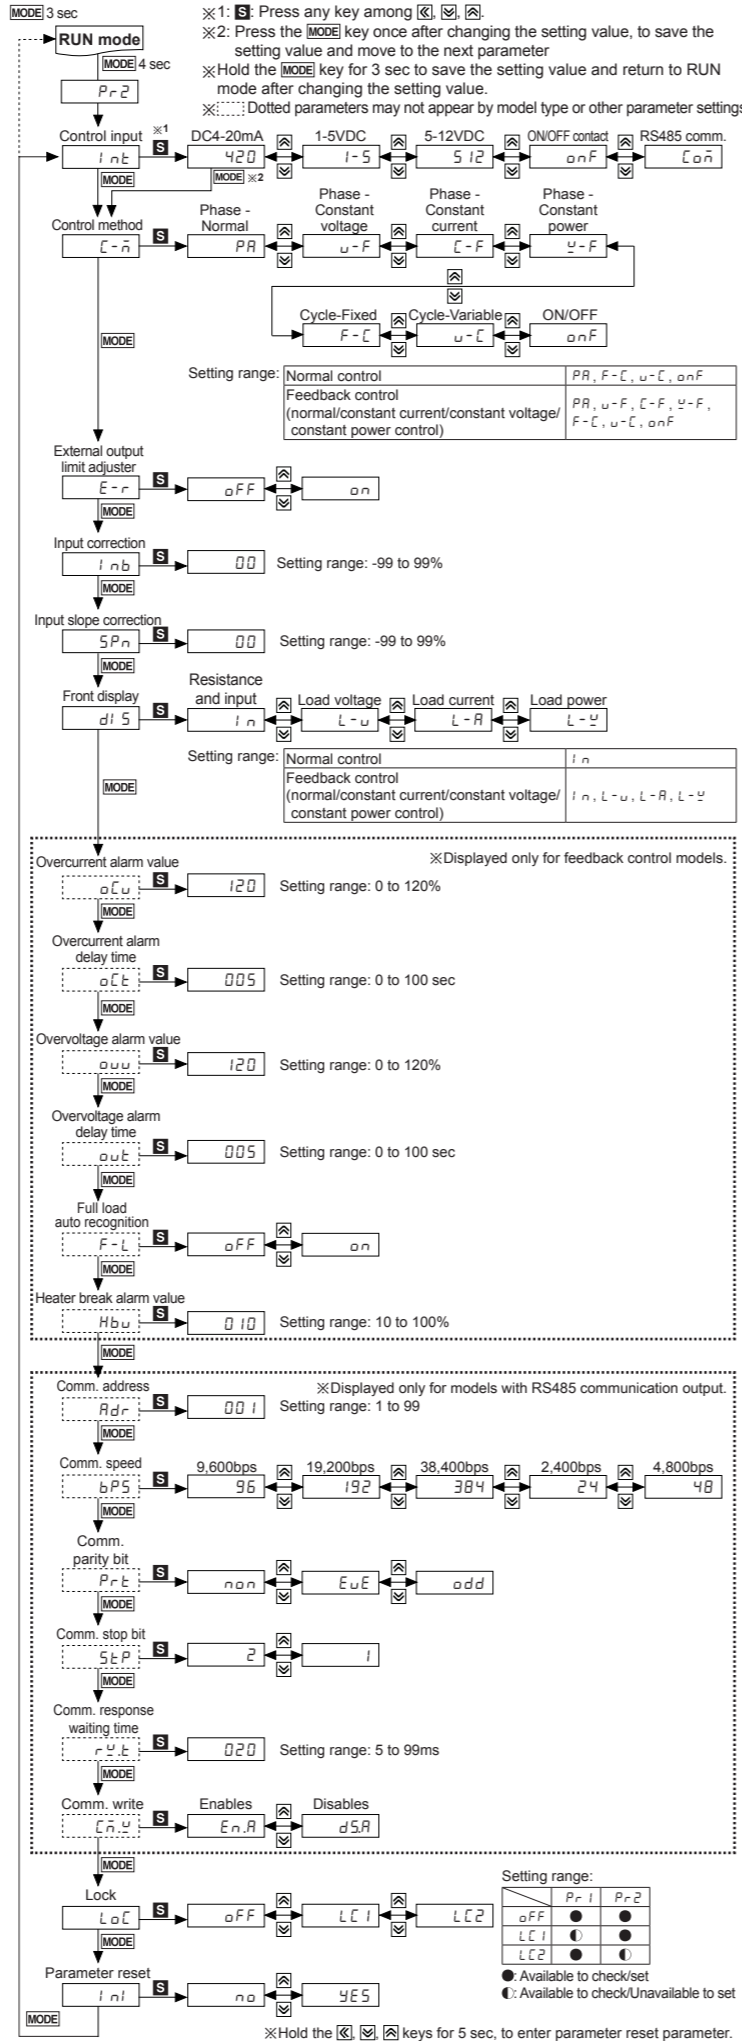 MODE 3 sec
RUN mode
MODE 4 sec
Pr2
※1: S: Press any key among «, ︾, ︽.
※2: Press the MODE key once after changing the setting value, to save the
setting value and move to the next parameter
※Hold the MODE key for 3 sec to save the setting value and return to RUN
mode after changing the setting value.
※ Dotted parameters may not appear by model type or other parameter settings
Control input ※1 DC4-20mA 1-5VDC 5-12VDC ON/OFF contact RS485 comm.
Int S 420 1-5 512 onF Com
MODE MODE ※2
Control method Phase - Normal Phase - Constant voltage Phase - Constant current Phase - Constant power
C-m S PA v-F C-F W-F
Cycle-Fixed Cycle-Variable ON/OFF
F-C v-C onF
MODE
Setting range: Normal control PA, F-C, v-C, onF
Feedback control
(normal/constant current/constant voltage/
constant power control)
PA, v-F, C-F, W-F,
F-C, v-C, onF
External output
limit adjuster
E-r S oFF on
MODE
Input correction
Inb S 00 Setting range: -99 to 99%
MODE
Input slope correction
SPn S 00 Setting range: -99 to 99%
MODE
Front display Resistance and input Load voltage Load current Load power
dIS S In L-v L-A L-W
Setting range: Normal control In
MODE
Feedback control
(normal/constant current/constant voltage/
constant power control)
In, L-v, L-A, L-W
Overcurrent alarm value ※Displayed only for feedback control models.
oCv S 120 Setting range: 0 to 120%
MODE
Overcurrent alarm
delay time
oCt S 005 Setting range: 0 to 100 sec
MODE
Overvoltage alarm value
ovv S 120 Setting range: 0 to 120%
MODE
Overvoltage alarm
delay time
ovt S 005 Setting range: 0 to 100 sec
MODE
Full load
auto recognition
F-L S oFF on
MODE
Heater break alarm value
Hbv S 010 Setting range: 10 to 100%
MODE
Comm. address ※Displayed only for models with RS485 communication output.
Adr S 001 Setting range: 1 to 99
MODE
Comm. speed 9,600bps 19,200bps 38,400bps 2,400bps 4,800bps
bPS S 96 192 384 24 48
MODE
Comm.
parity bit
Prt S non EvE odd
MODE
Comm. stop bit
StP S 2 1
MODE
Comm. response
waiting time
rW.t S 020 Setting range: 5 to 99ms
MODE
Comm. write Enables Disables
Cm.W S En.A dS.A
MODE
Lock
LoC S oFF LC1 LC2
MODE
Setting range:
Pr1 Pr2
oFF ● ●
LC1 ◐ ●
LC2 ● ◐
●: Available to check/set
◐: Available to check/Unavailable to set
Parameter reset
InI S no YES
MODE
※Hold the «, ︾, ︽ keys for 5 sec, to enter parameter reset parameter.